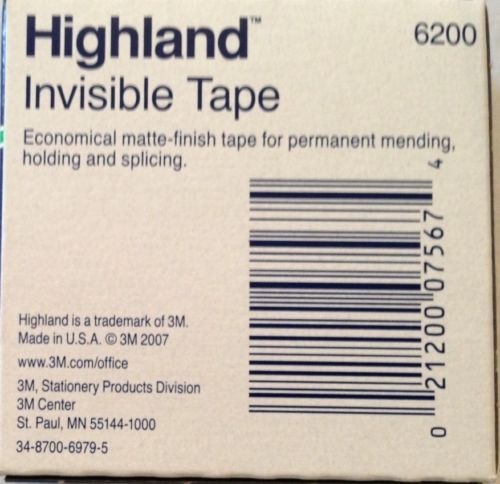 Highland™
6200
Invisible Tape
Economical matte-finish tape for permanent mending,
holding and splicing.
0 21200 07567 4
Highland is a trademark of 3M.
Made in U.S.A. © 3M 2007
www.3M.com/office
3M, Stationery Products Division
3M Center
St. Paul, MN 55144-1000
34-8700-6979-5